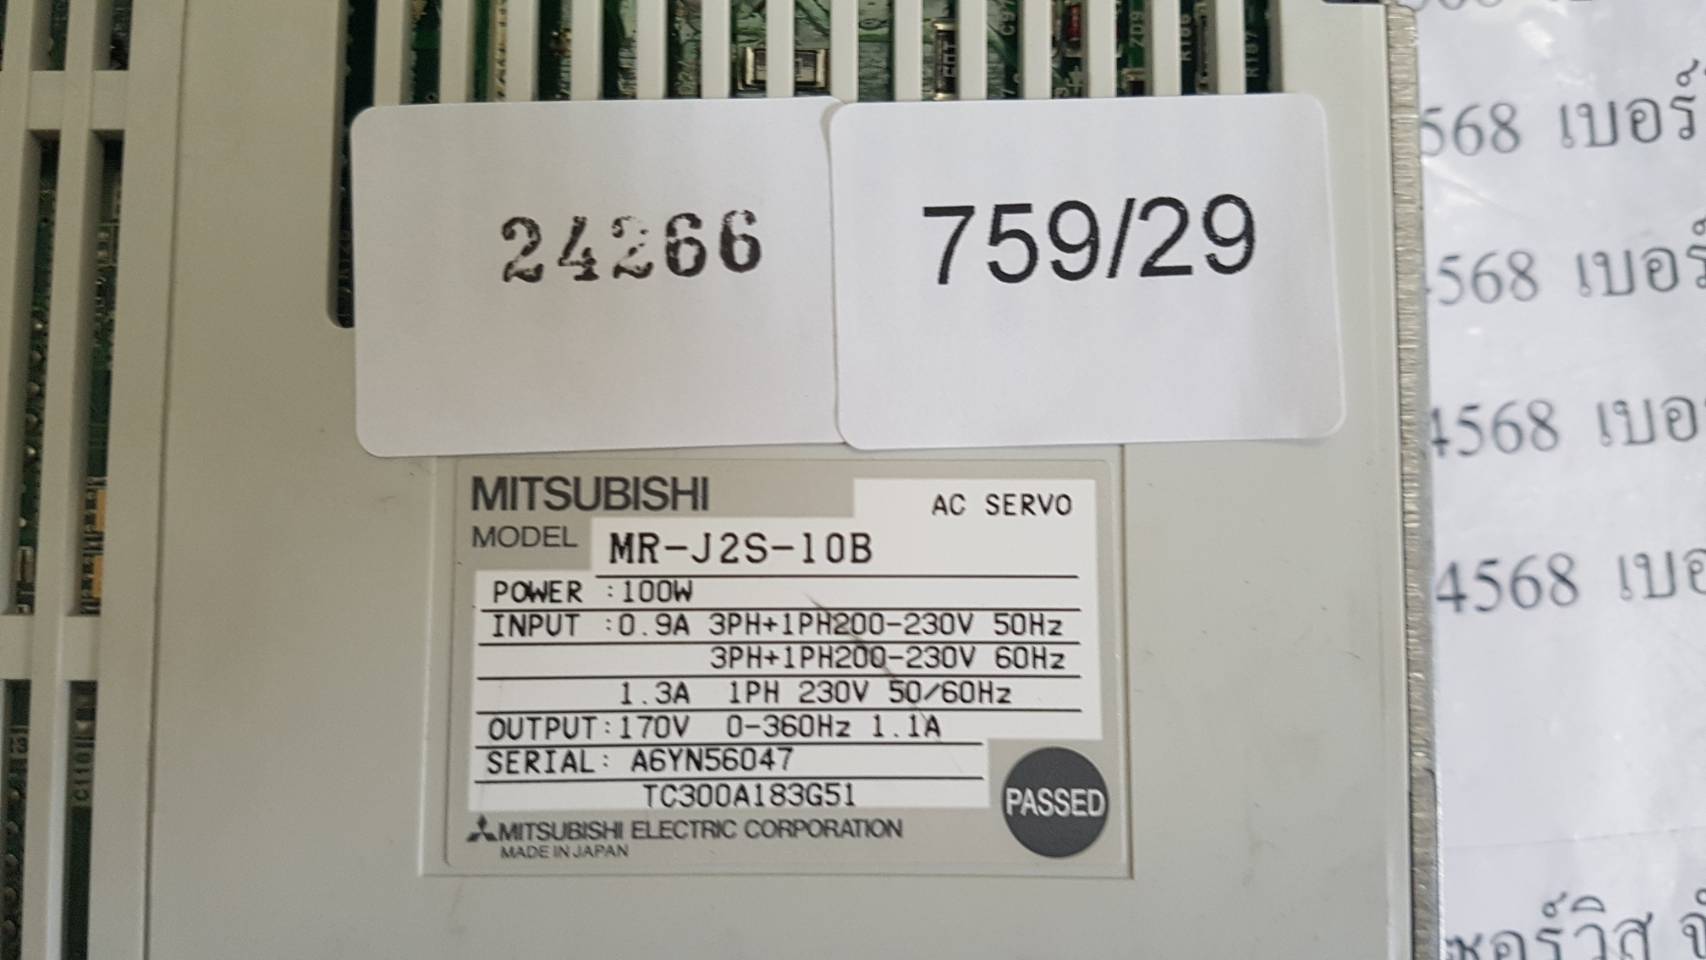 24266
759/29
MITSUBISHI
AC SERVO
MODEL MR-J2S-10B
POWER :100W
INPUT :0.9A 3PH+1PH200-230V 50Hz
3PH+1PH200-230V 60Hz
1.3A 1PH 230V 50/60Hz
OUTPUT:170V 0-360Hz 1.1A
SERIAL: A6YN56047
TC300A183G51
PASSED
MITSUBISHI ELECTRIC CORPORATION
MADE IN JAPAN
568 เบอร์
4568 เบอร์
4568 เบอ
4568 เบอ